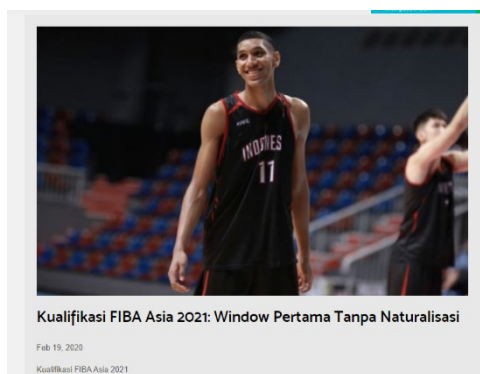 INDONES
11
Kualifikasi FIBA Asia 2021: Window Pertama Tanpa Naturalisasi
Feb 19, 2020
Kualifikasi FIBA Asia 2021